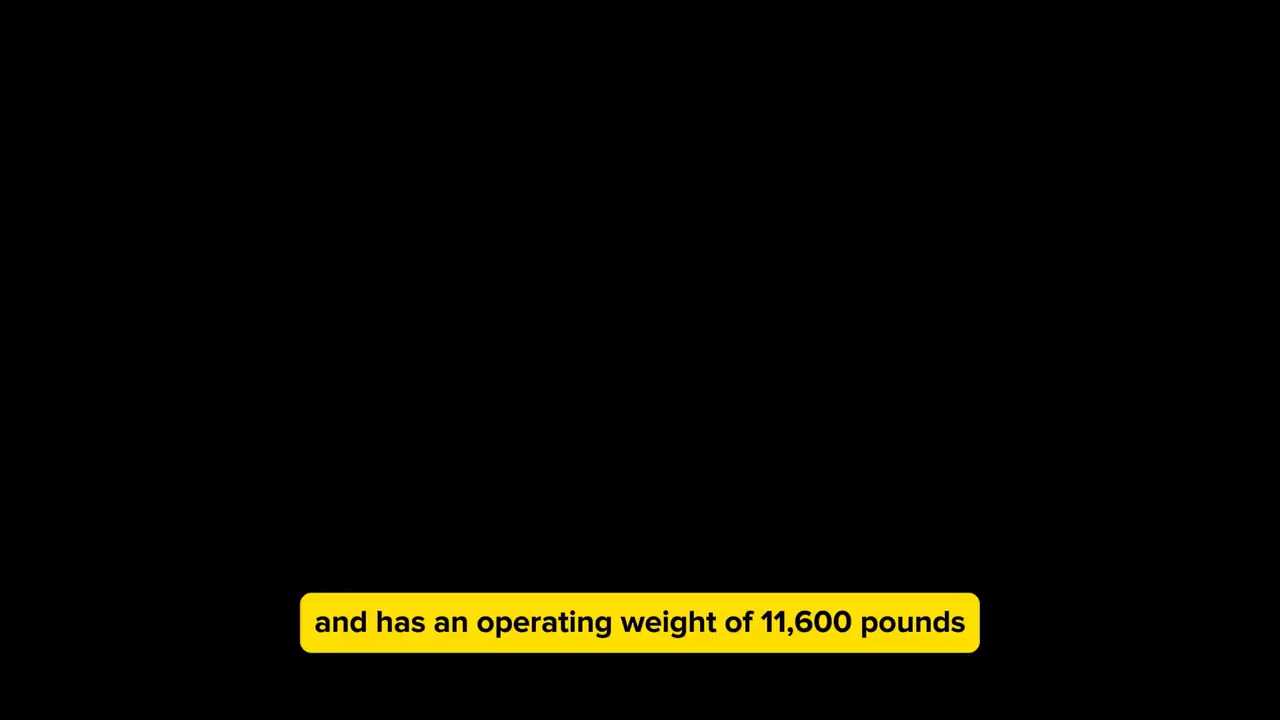 and has an operating weight of 11,600 pounds